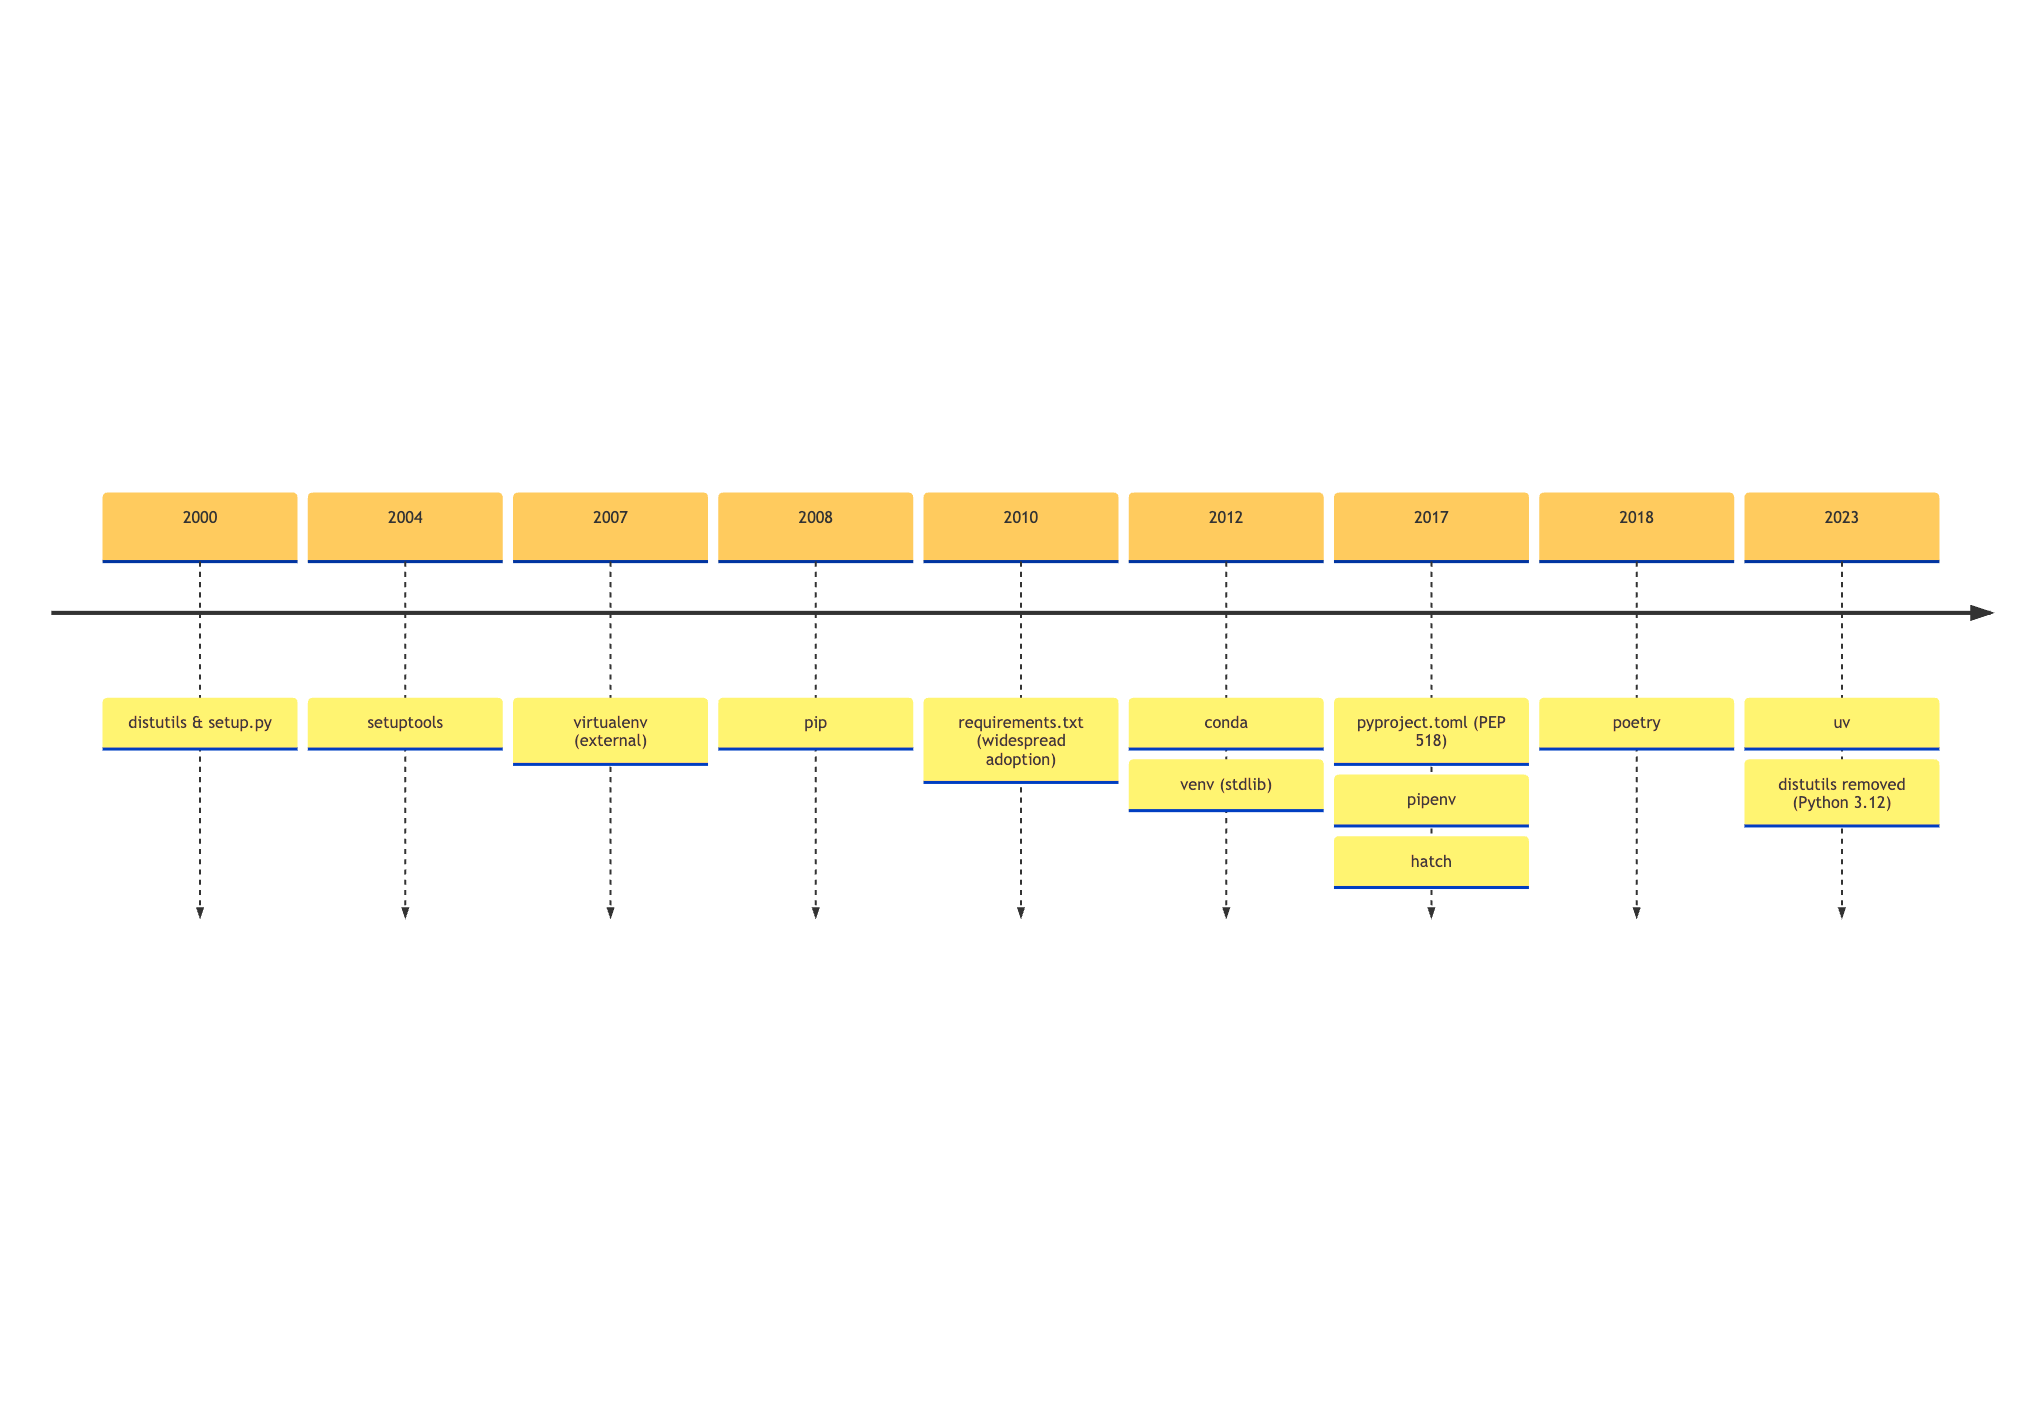 2000
2004
2007
2008
2010
2012
2017
2018
2023
distutils & setup.py
setuptools
virtualenv
(external)
pip
requirements.txt
(widespread
adoption)
conda
venv (stdlib)
pyproject.toml (PEP
518)
pipenv
hatch
poetry
uv
distutils removed
(Python 3.12)